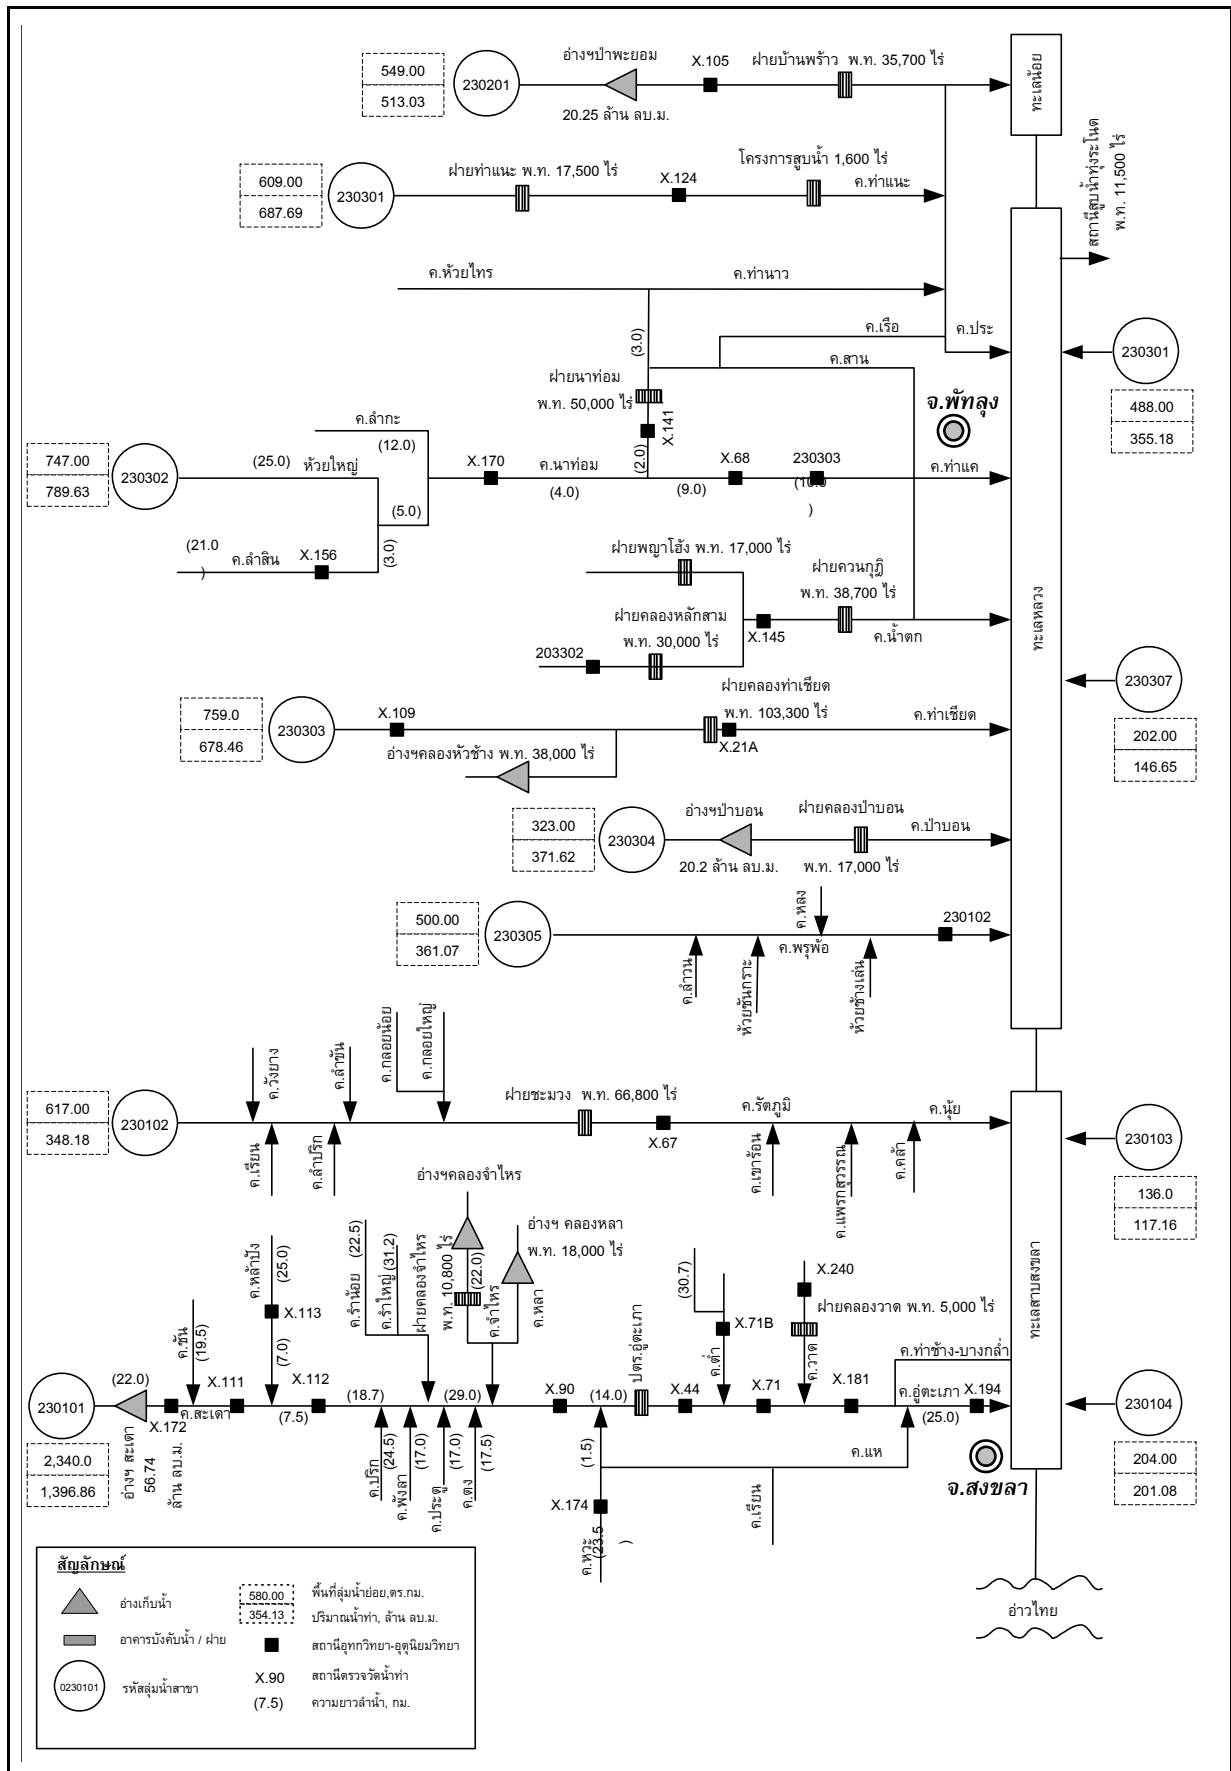 549.00
513.03
230201
อ่างฯป่าพะยอม
20.25 ล้าน ลบ.ม.
X.105
ฝายบ้านพร้าว พ.ท. 35,700 ไร่
ทะเลน้อย
สถานีสูบน้ำทุ่งระโนด
พ.ท. 11,500 ไร่
609.00
687.69
230301
ฝายท่าแนะ พ.ท. 17,500 ไร่
X.124
โครงการสูบน้ำ 1,600 ไร่
ค.ท่าแนะ
ค.ห้วยไทร
ค.ท่านาว
(3.0)
ค.เรือ
ค.ประ
ค.สาน
230301
488.00
355.18
ฝายนาท่อม
พ.ท. 50,000 ไร่
X.141
(2.0)
จ.พัทลุง
ค.ลำกะ
(12.0)
747.00
789.63
230302
(25.0)
ห้วยใหญ่
(5.0)
X.170
ค.นาท่อม
(4.0)
(9.0)
X.68
230303
(10.0
)
ค.ท่าแค
(21.0
)
ค.ลำสิน
X.156
(3.0)
ฝายพญาโฮ้ง พ.ท. 17,000 ไร่
ฝายควนกุฎิ
พ.ท. 38,700 ไร่
ฝายคลองหลักสาม
พ.ท. 30,000 ไร่
X.145
ค.น้ำตก
203302
ทะเลหลวง
759.0
678.46
230303
X.109
ฝายคลองท่าเชียด
พ.ท. 103,300 ไร่
X.21A
ค.ท่าเชียด
อ่างฯคลองหัวช้าง พ.ท. 38,000 ไร่
230307
202.00
146.65
323.00
371.62
230304
อ่างฯป่าบอน
20.2 ล้าน ลบ.ม.
ฝายคลองป่าบอน
พ.ท. 17,000 ไร่
ค.ป่าบอน
500.00
361.07
230305
ค.หลง
ค.พรุพ้อ
230102
ค.ลำวน
ห้วยขันกราะ
ห้วยช้างเล่น
617.00
348.18
230102
ค.วังยาง
ค.ลำขัน
ค.กลอยน้อย
ค.กลอยใหญ่
ค.เรียน
ค.ลำปริก
ฝายชะมวง พ.ท. 66,800 ไร่
X.67
ค.รัตภูมิ
ค.นุ้ย
ค.เขาร้อน
ค.แพรกสุวรรณ
ค.คล้า
230103
136.0
117.16
ทะเลสาบสงขลา
อ่างฯคลองจำไหร
อ่างฯ คลองหลา
พ.ท. 18,000 ไร่
ค.หล้าปัง
(25.0)
X.113
(7.0)
ค.รำน้อย (22.5)
ค.รำใหญ่ (31.2)
ฝายคลองจำไหร
พ.ท. 10,800 ไร่
(22.0)
ค.จำไหร
ค.หลา
ค.ชัน
(19.5)
(30.7)
X.71B
ค.ต่ำ
X.240
ฝายคลองวาด พ.ท. 5,000 ไร่
ค.วาด
ค.ท่าช้าง-บางกล่ำ
230101
2,340.0
1,396.86
(22.0)
อ่างฯ สะเดา
56.74
ล้าน ลบ.ม.
X.172
ค.สะเดา
X.111
(7.5)
X.112
(18.7)
(29.0)
X.90
(14.0)
ปตร.อู่ตะเภา
X.44
X.71
X.181
ค.อู่ตะเภา
(25.0)
X.194
230104
204.00
201.08
ค.ปริก
(24.5)
ค.พังลา
(17.0)
ค.ประตู
(17.0)
ค.ตง
(17.5)
(1.5)
X.174
ค.หวะ
(23.5
)
ค.เรียน
ค.แห
จ.สงขลา
อ่าวไทย
สัญลักษณ์
อ่างเก็บน้ำ
อาคารบังคับน้ำ / ฝาย
0230101
รหัสลุ่มน้ำสาขา
580.00
354.13
พื้นที่ลุ่มน้ำย่อย,ตร.กม.
ปริมาณน้ำท่า, ล้าน ลบ.ม.
สถานีอุทกวิทยา-อุตุนิยมวิทยา
X.90
สถานีตรวจวัดน้ำท่า
(7.5)
ความยาวลำน้ำ, กม.